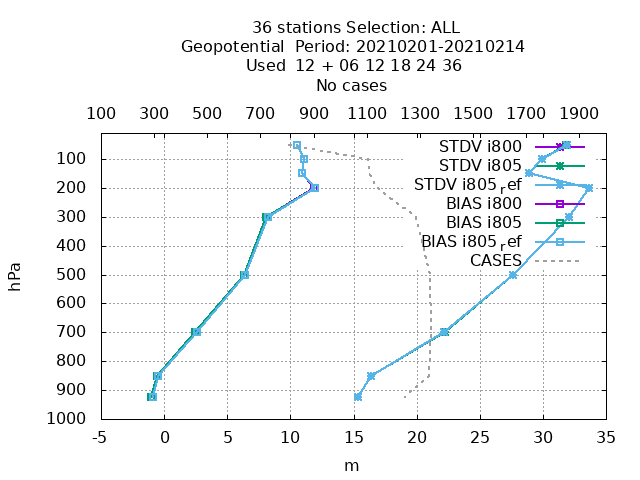 36 stations Selection: ALL
Geopotential  Period: 20210201-20210214
Used  12 + 06 12 18 24 36
No cases
100 300 500 700 900 1100 1300 1500 1700 1900
STDV i800
STDV i805
STDV i805ref
BIAS i800
BIAS i805
BIAS i805ref
CASES
hPa
100
200
300
400
500
600
700
800
900
1000
-5 0 5 10 15 20 25 30 35
m